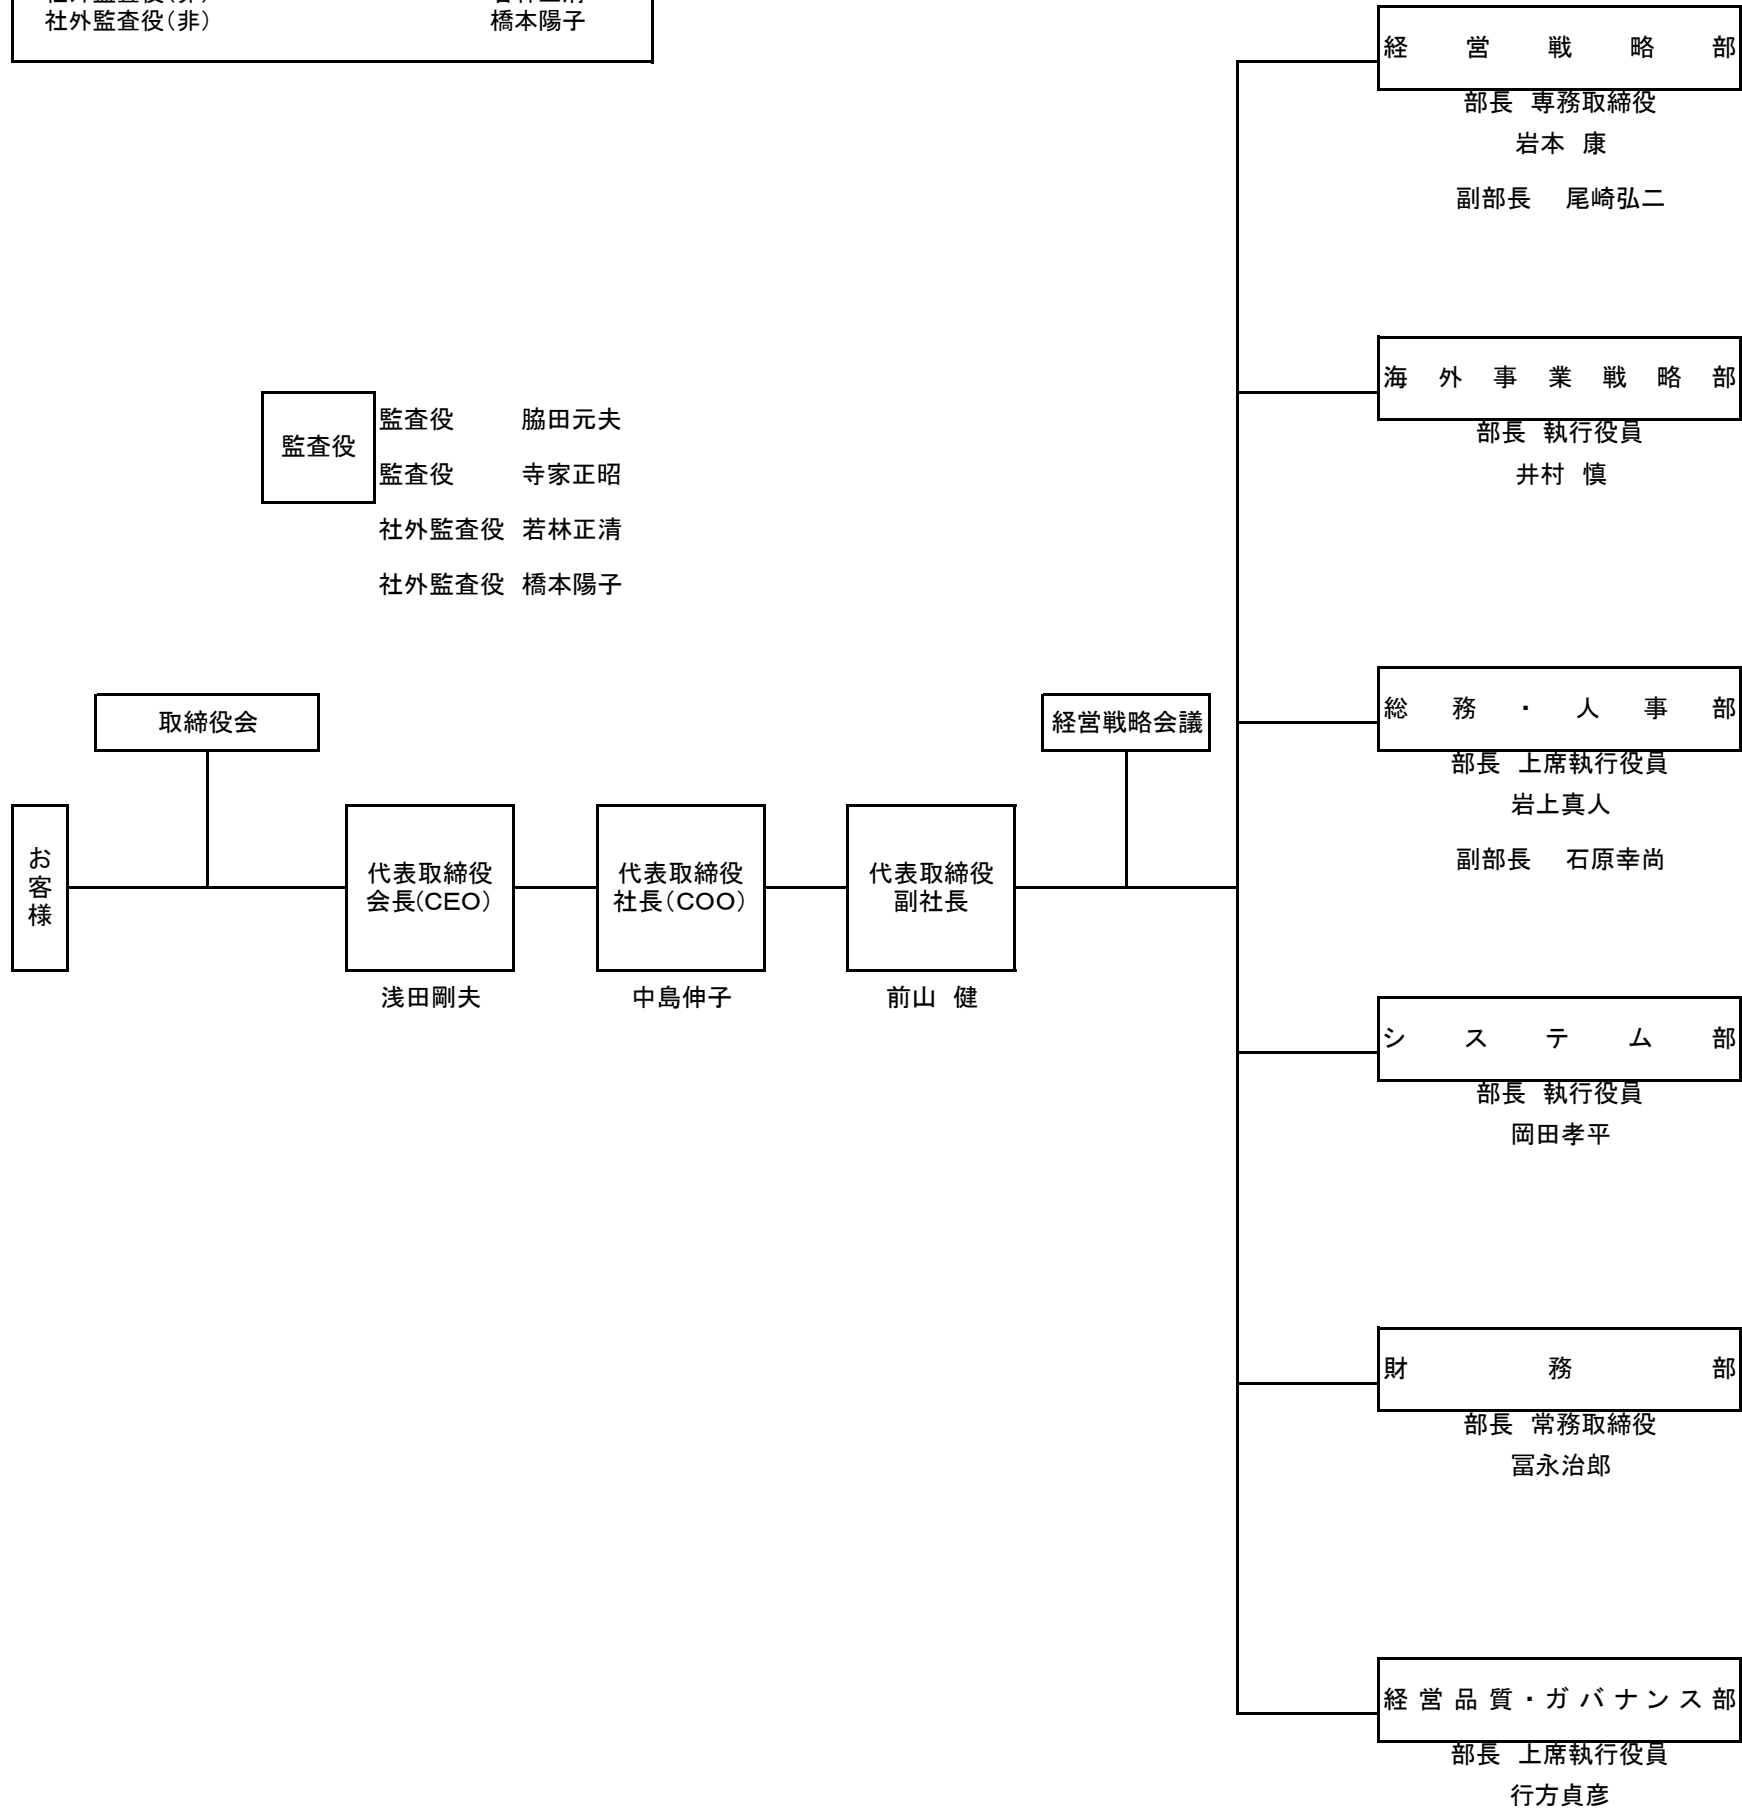 社外監査役(非) 橋本陽子
経営戦略部
部長 専務取締役
岩本 康
副部長 尾崎弘二
海外事業戦略部
部長 執行役員
井村 慎
監査役
監査役 脇田元夫
監査役 寺家正昭
社外監査役 若林正清
社外監査役 橋本陽子
取締役会
経営戦略会議
総務・人事部
部長 上席執行役員
岩上真人
副部長 石原幸尚
お客様
代表取締役
会長(CEO)
浅田剛夫
代表取締役
社長(COO)
中島伸子
代表取締役
副社長
前山 健
システム部
部長 執行役員
岡田孝平
財務部
部長 常務取締役
冨永治郎
経営品質・ガバナンス部
部長 上席執行役員
行方貞彦